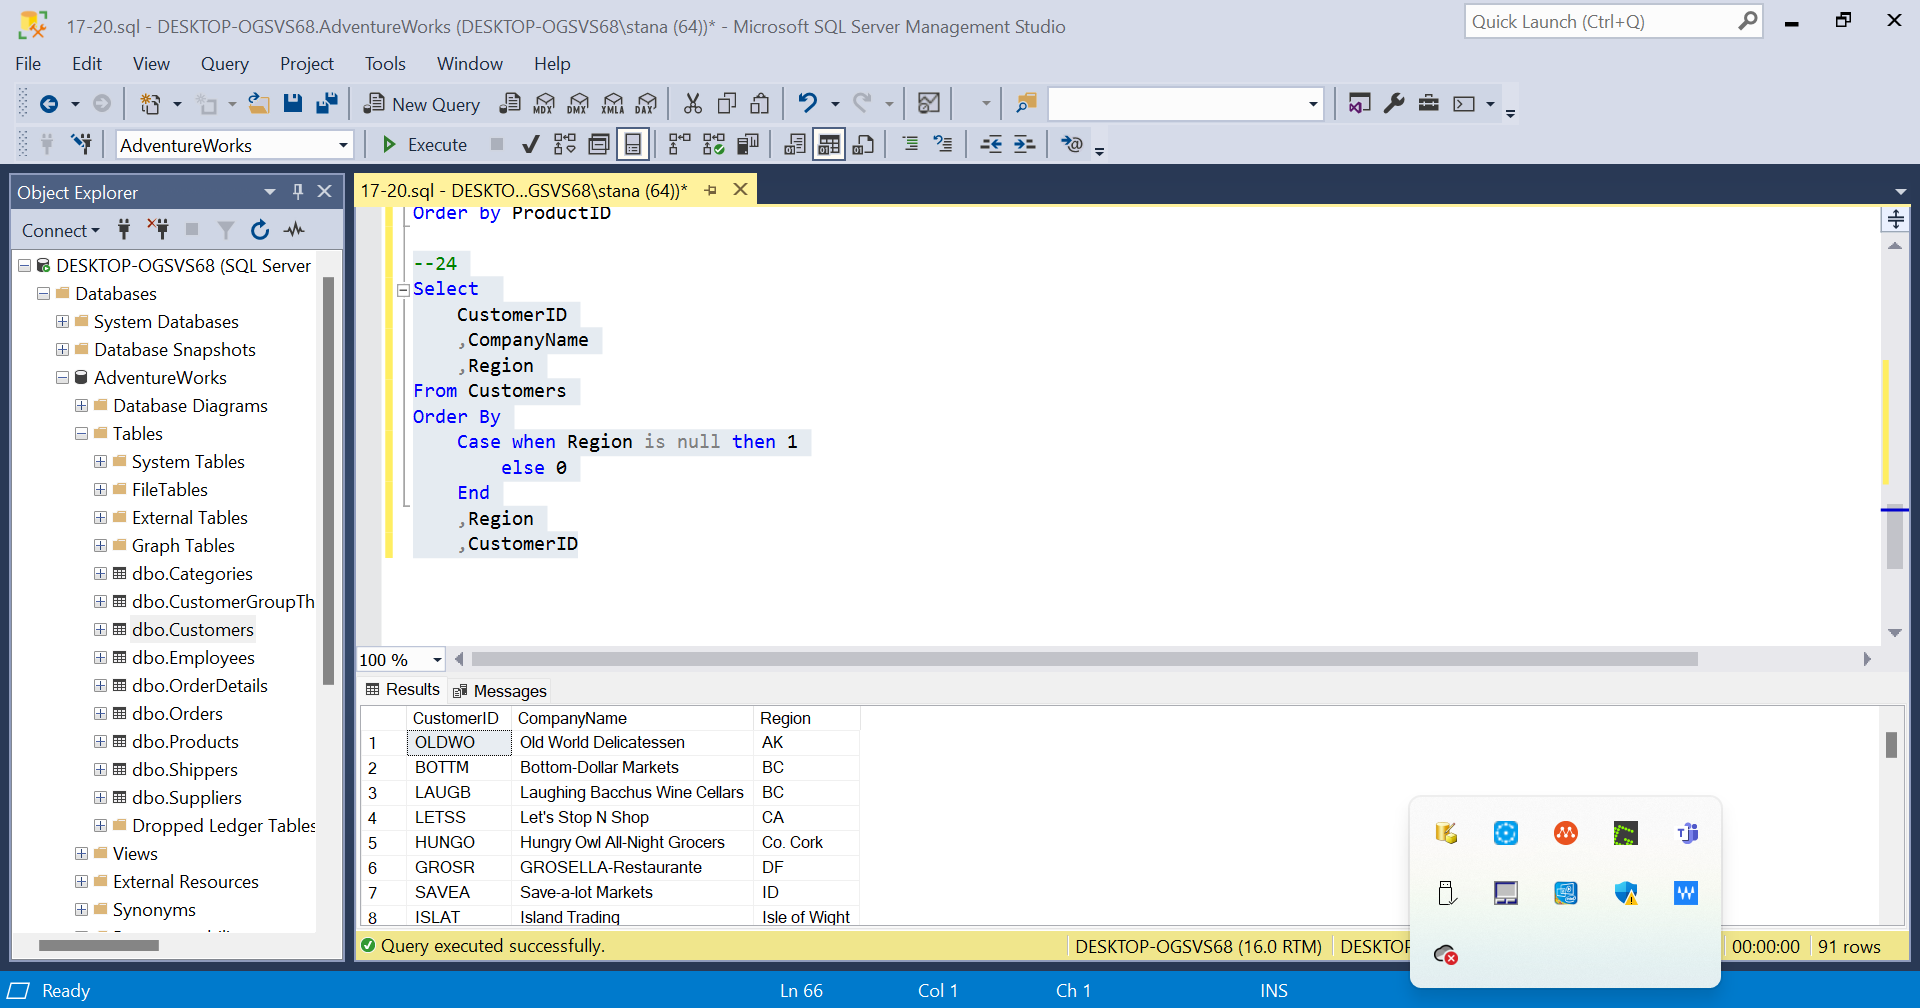 17-20.sql - DESKTOP-OGSVS68.AdventureWorks (DESKTOP-OGSVS68\stana (64))* - Microsoft SQL Server Management Studio
Quick Launch (Ctrl+Q)
File Edit View Query Project Tools Window Help
New Query MDX DMX XMLA DAX
AdventureWorks Execute
Object Explorer
Connect
DESKTOP-OGSVS68 (SQL Server
Databases
System Databases
Database Snapshots
AdventureWorks
Database Diagrams
Tables
System Tables
FileTables
External Tables
Graph Tables
dbo.Categories
dbo.CustomerGroupTh
dbo.Customers
dbo.Employees
dbo.OrderDetails
dbo.Orders
dbo.Products
dbo.Shippers
dbo.Suppliers
Dropped Ledger Tables
Views
External Resources
Synonyms
17-20.sql - DESKTO...GSVS68\stana (64))*
Order by ProductID
--24
Select
CustomerID
,CompanyName
,Region
From Customers
Order By
Case when Region is null then 1
else 0
End
,Region
,CustomerID
100 %
Results Messages
CustomerID CompanyName Region
1 OLDWO Old World Delicatessen AK
2 BOTTM Bottom-Dollar Markets BC
3 LAUGB Laughing Bacchus Wine Cellars BC
4 LETSS Let's Stop N Shop CA
5 HUNGO Hungry Owl All-Night Grocers Co. Cork
6 GROSR GROSELLA-Restaurante DF
7 SAVEA Save-a-lot Markets ID
8 ISLAT Island Trading Isle of Wight
Query executed successfully. DESKTOP-OGSVS68 (16.0 RTM) DESKTOP 00:00:00 91 rows
Ready Ln 66 Col 1 Ch 1 INS